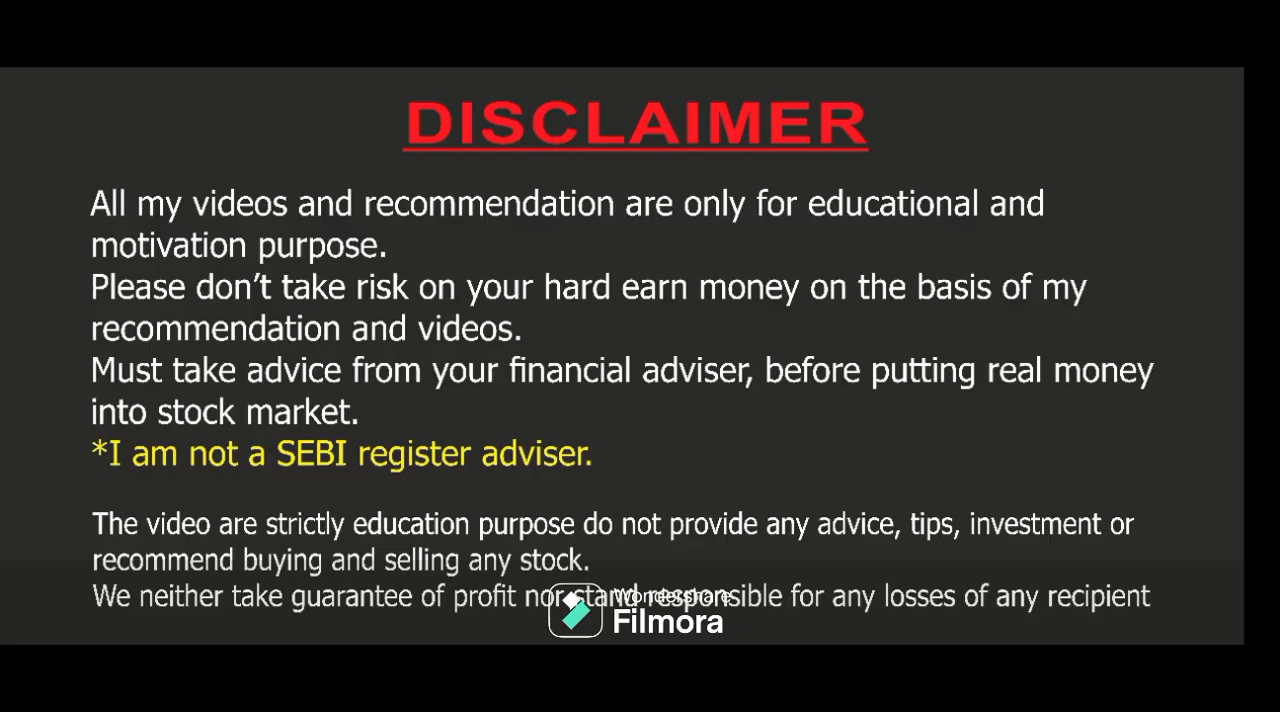 DISCLAIMER
All my videos and recommendation are only for educational and
motivation purpose.
Please don't take risk on your hard earn money on the basis of my
recommendation and videos.
Must take advice from your financial adviser, before putting real money
into stock market.
*I am not a SEBI register adviser.
The video are strictly education purpose do not provide any advice, tips, investment or
recommend buying and selling any stock.
We neither take guarantee of profit nor stand responsible for any losses of any recipient
Wondershare
Filmora